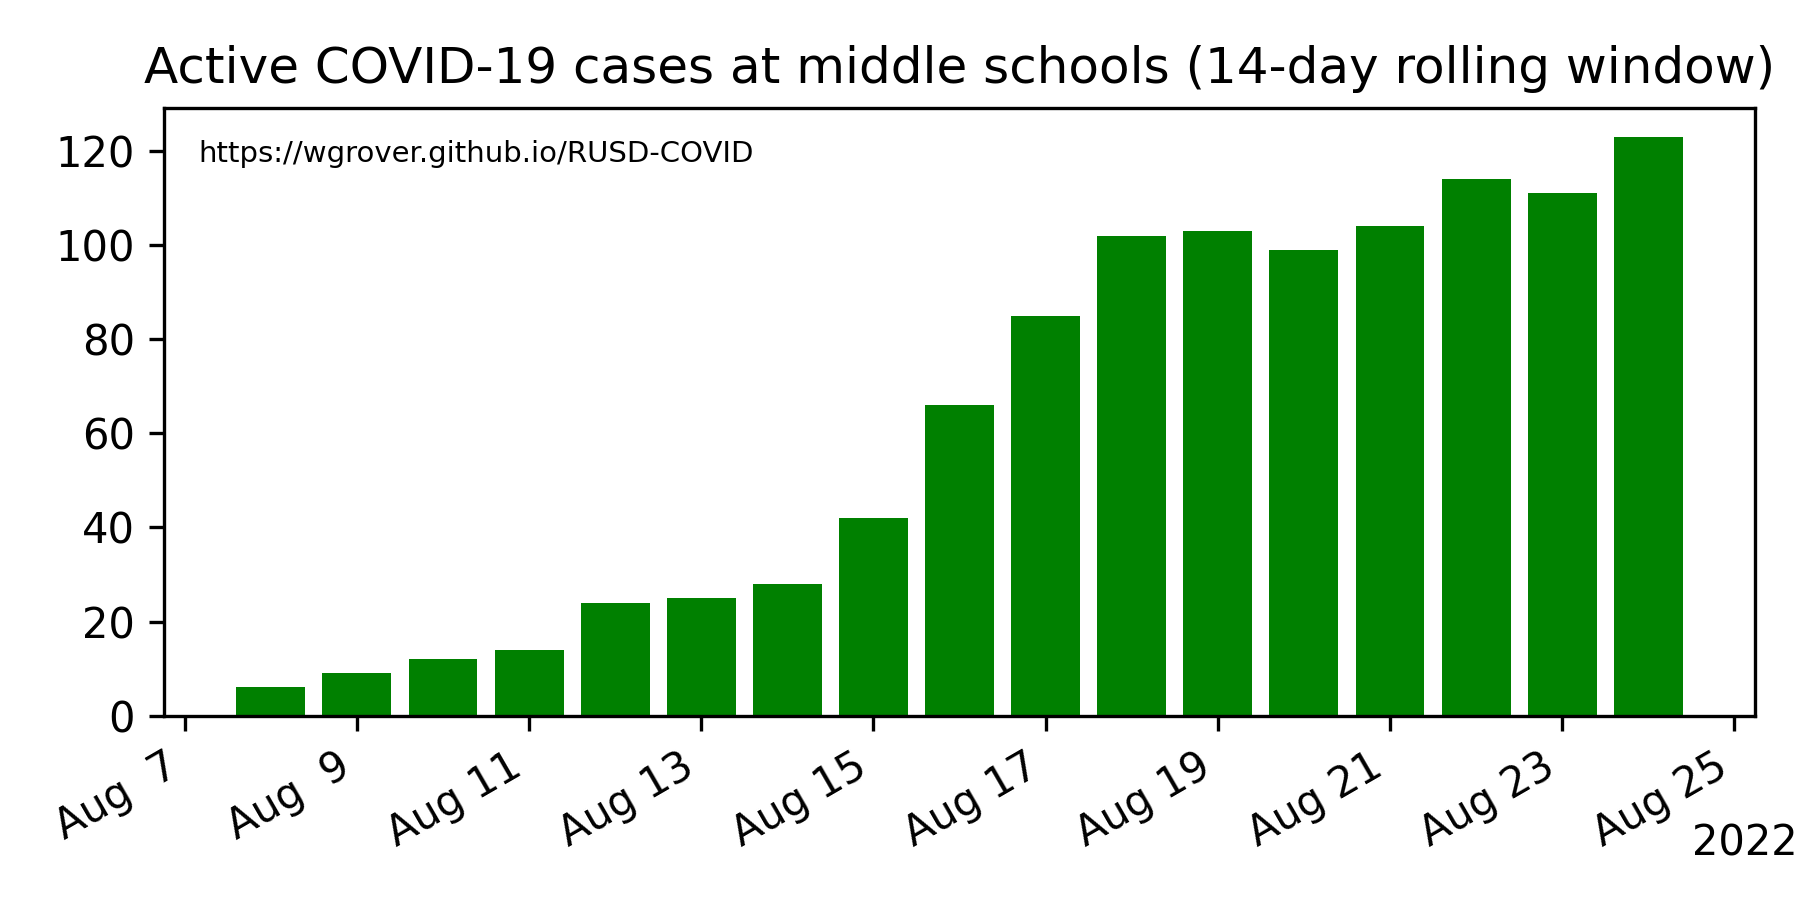 Active COVID-19 cases at middle schools (14-day rolling window)
https://wgrover.github.io/RUSD-COVID
120
100
80
60
40
20
0
Aug 7
Aug 9
Aug 11
Aug 13
Aug 15
Aug 17
Aug 19
Aug 21
Aug 23
Aug 25
2022